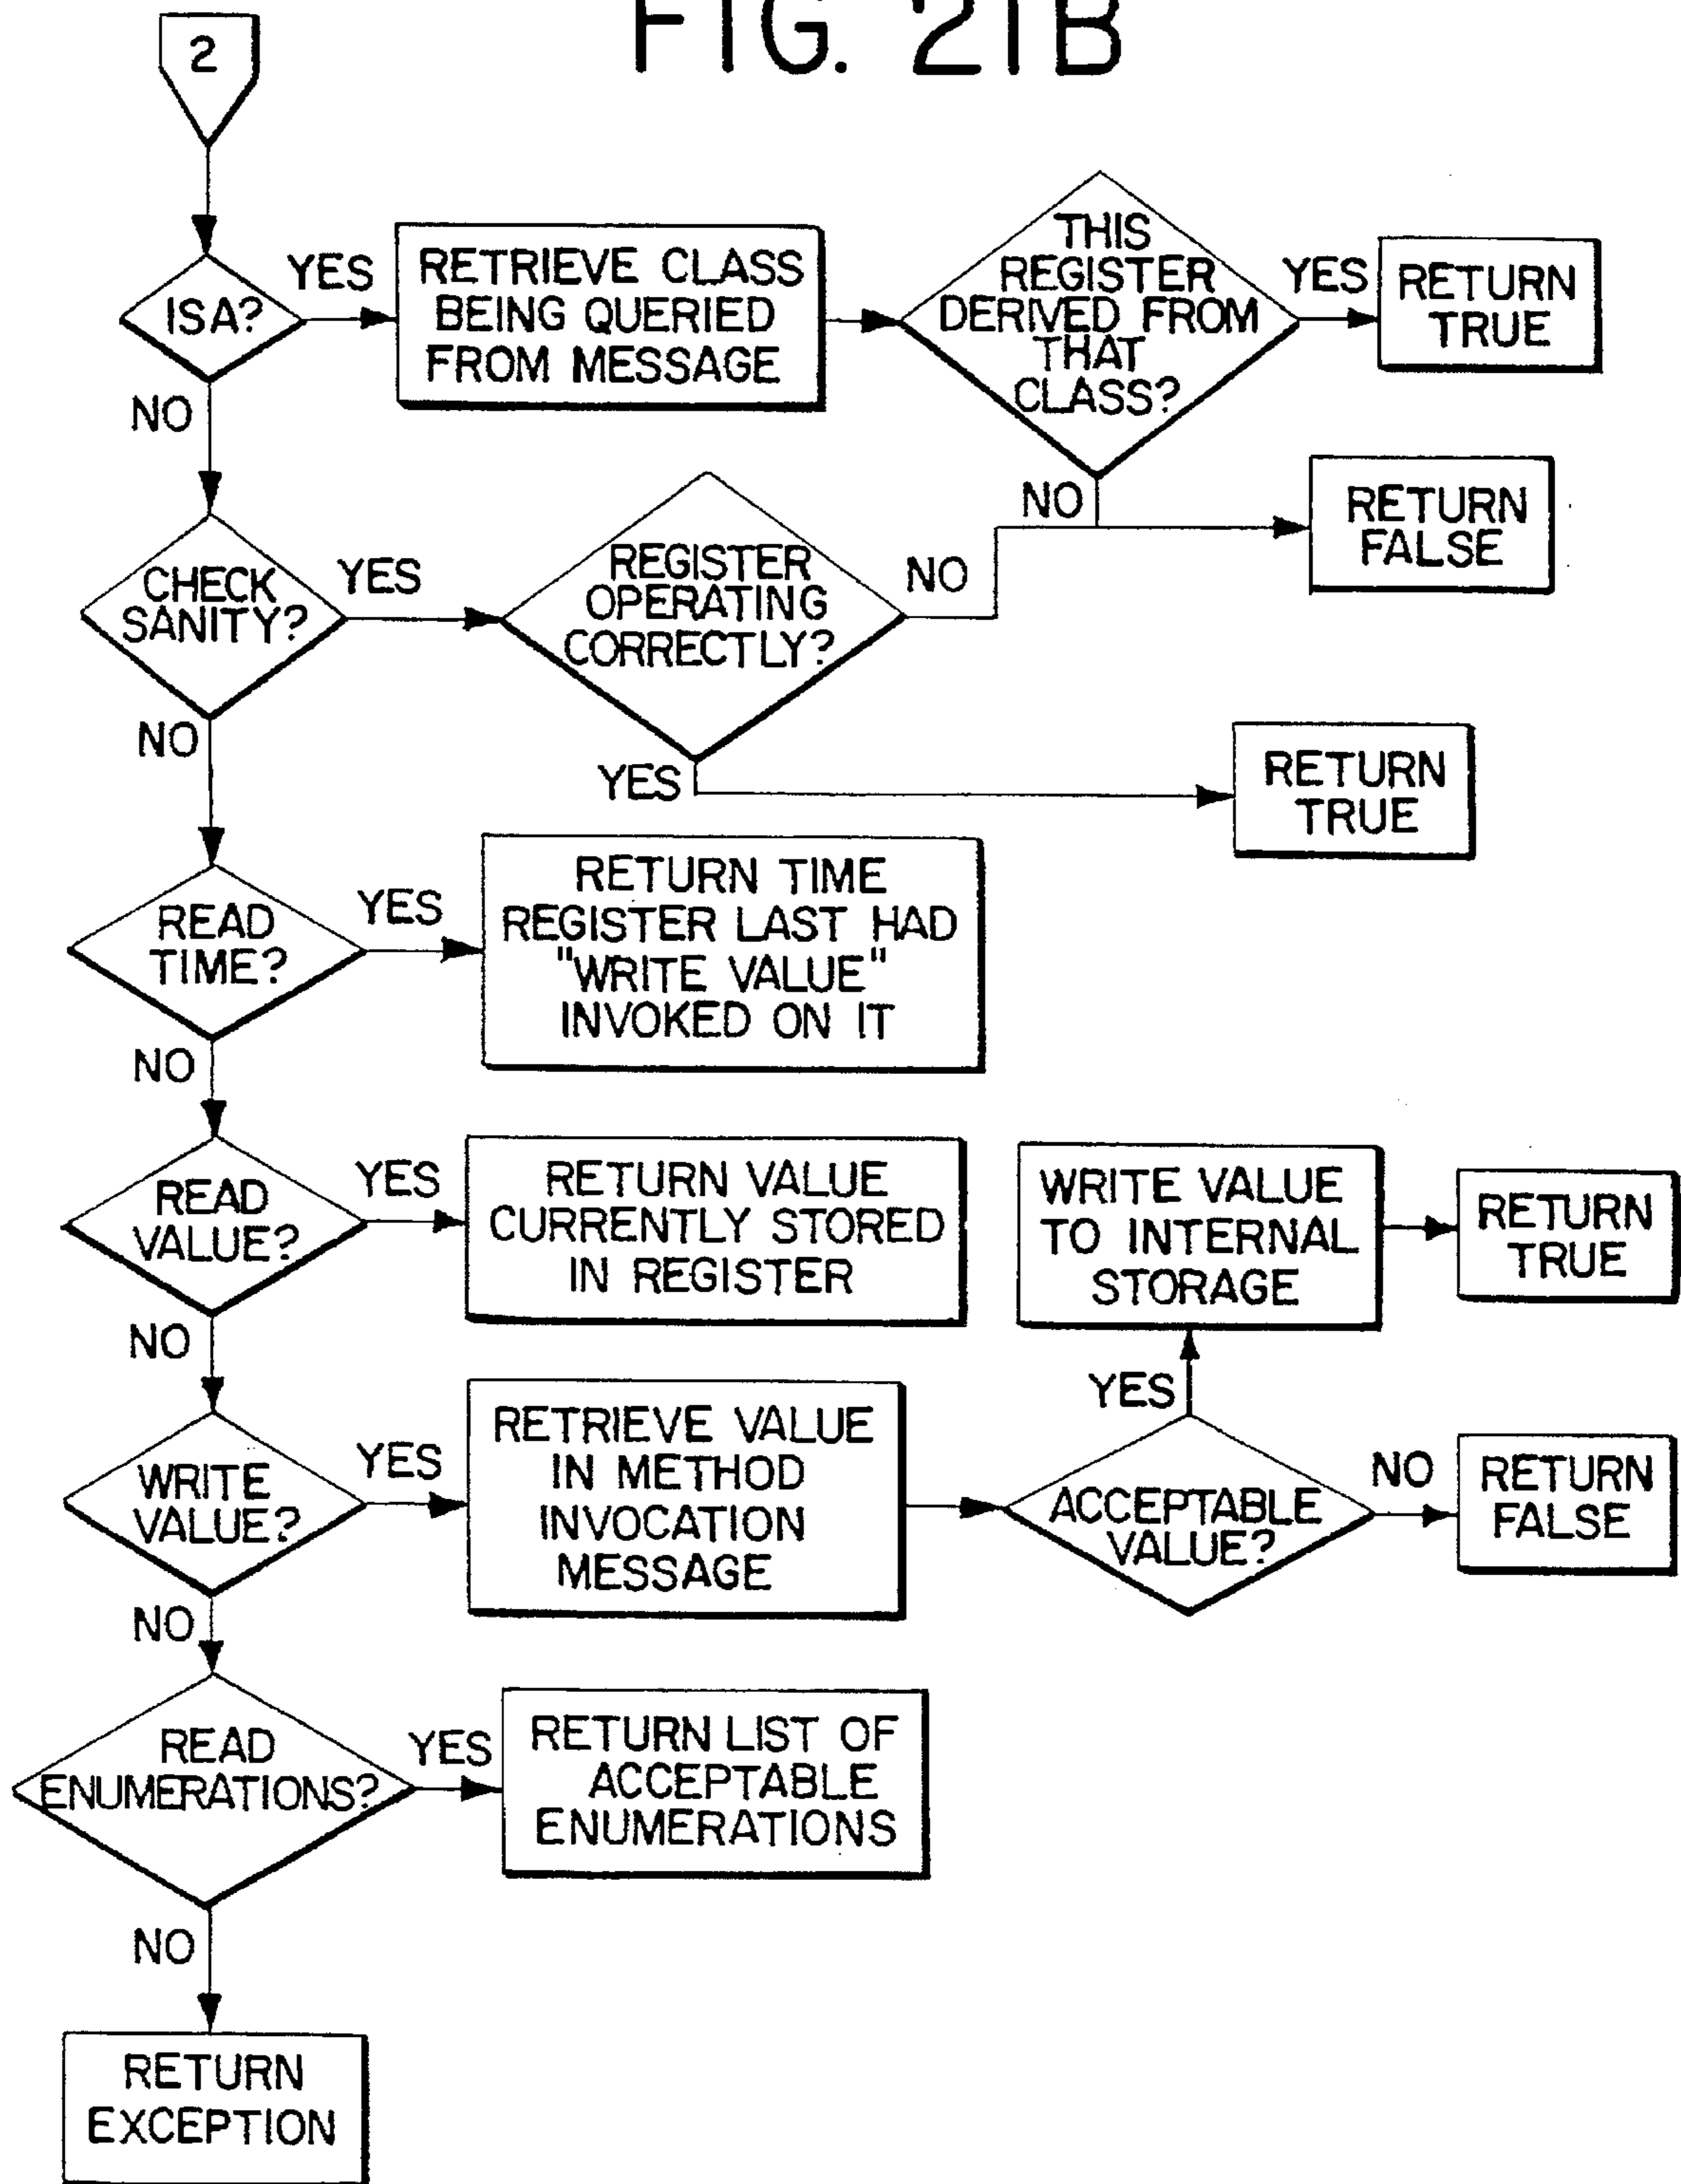 FIG. 21B
2
ISA?
YES
RETRIEVE CLASS
BEING QUERIED
FROM MESSAGE
THIS
REGISTER
DERIVED FROM
THAT
CLASS?
YES
RETURN
TRUE
NO
NO
RETURN
FALSE
CHECK
SANITY?
YES
REGISTER
OPERATING
CORRECTLY?
NO
YES
RETURN
TRUE
NO
READ
TIME?
YES
RETURN TIME
REGISTER LAST HAD
"WRITE VALUE"
INVOKED ON IT
NO
READ
VALUE?
YES
RETURN VALUE
CURRENTLY STORED
IN REGISTER
WRITE VALUE
TO INTERNAL
STORAGE
RETURN
TRUE
NO
WRITE
VALUE?
YES
RETRIEVE VALUE
IN METHOD
INVOCATION
MESSAGE
YES
ACCEPTABLE
VALUE?
NO
RETURN
FALSE
NO
READ
ENUMERATIONS?
YES
RETURN LIST OF
ACCEPTABLE
ENUMERATIONS
NO
RETURN
EXCEPTION